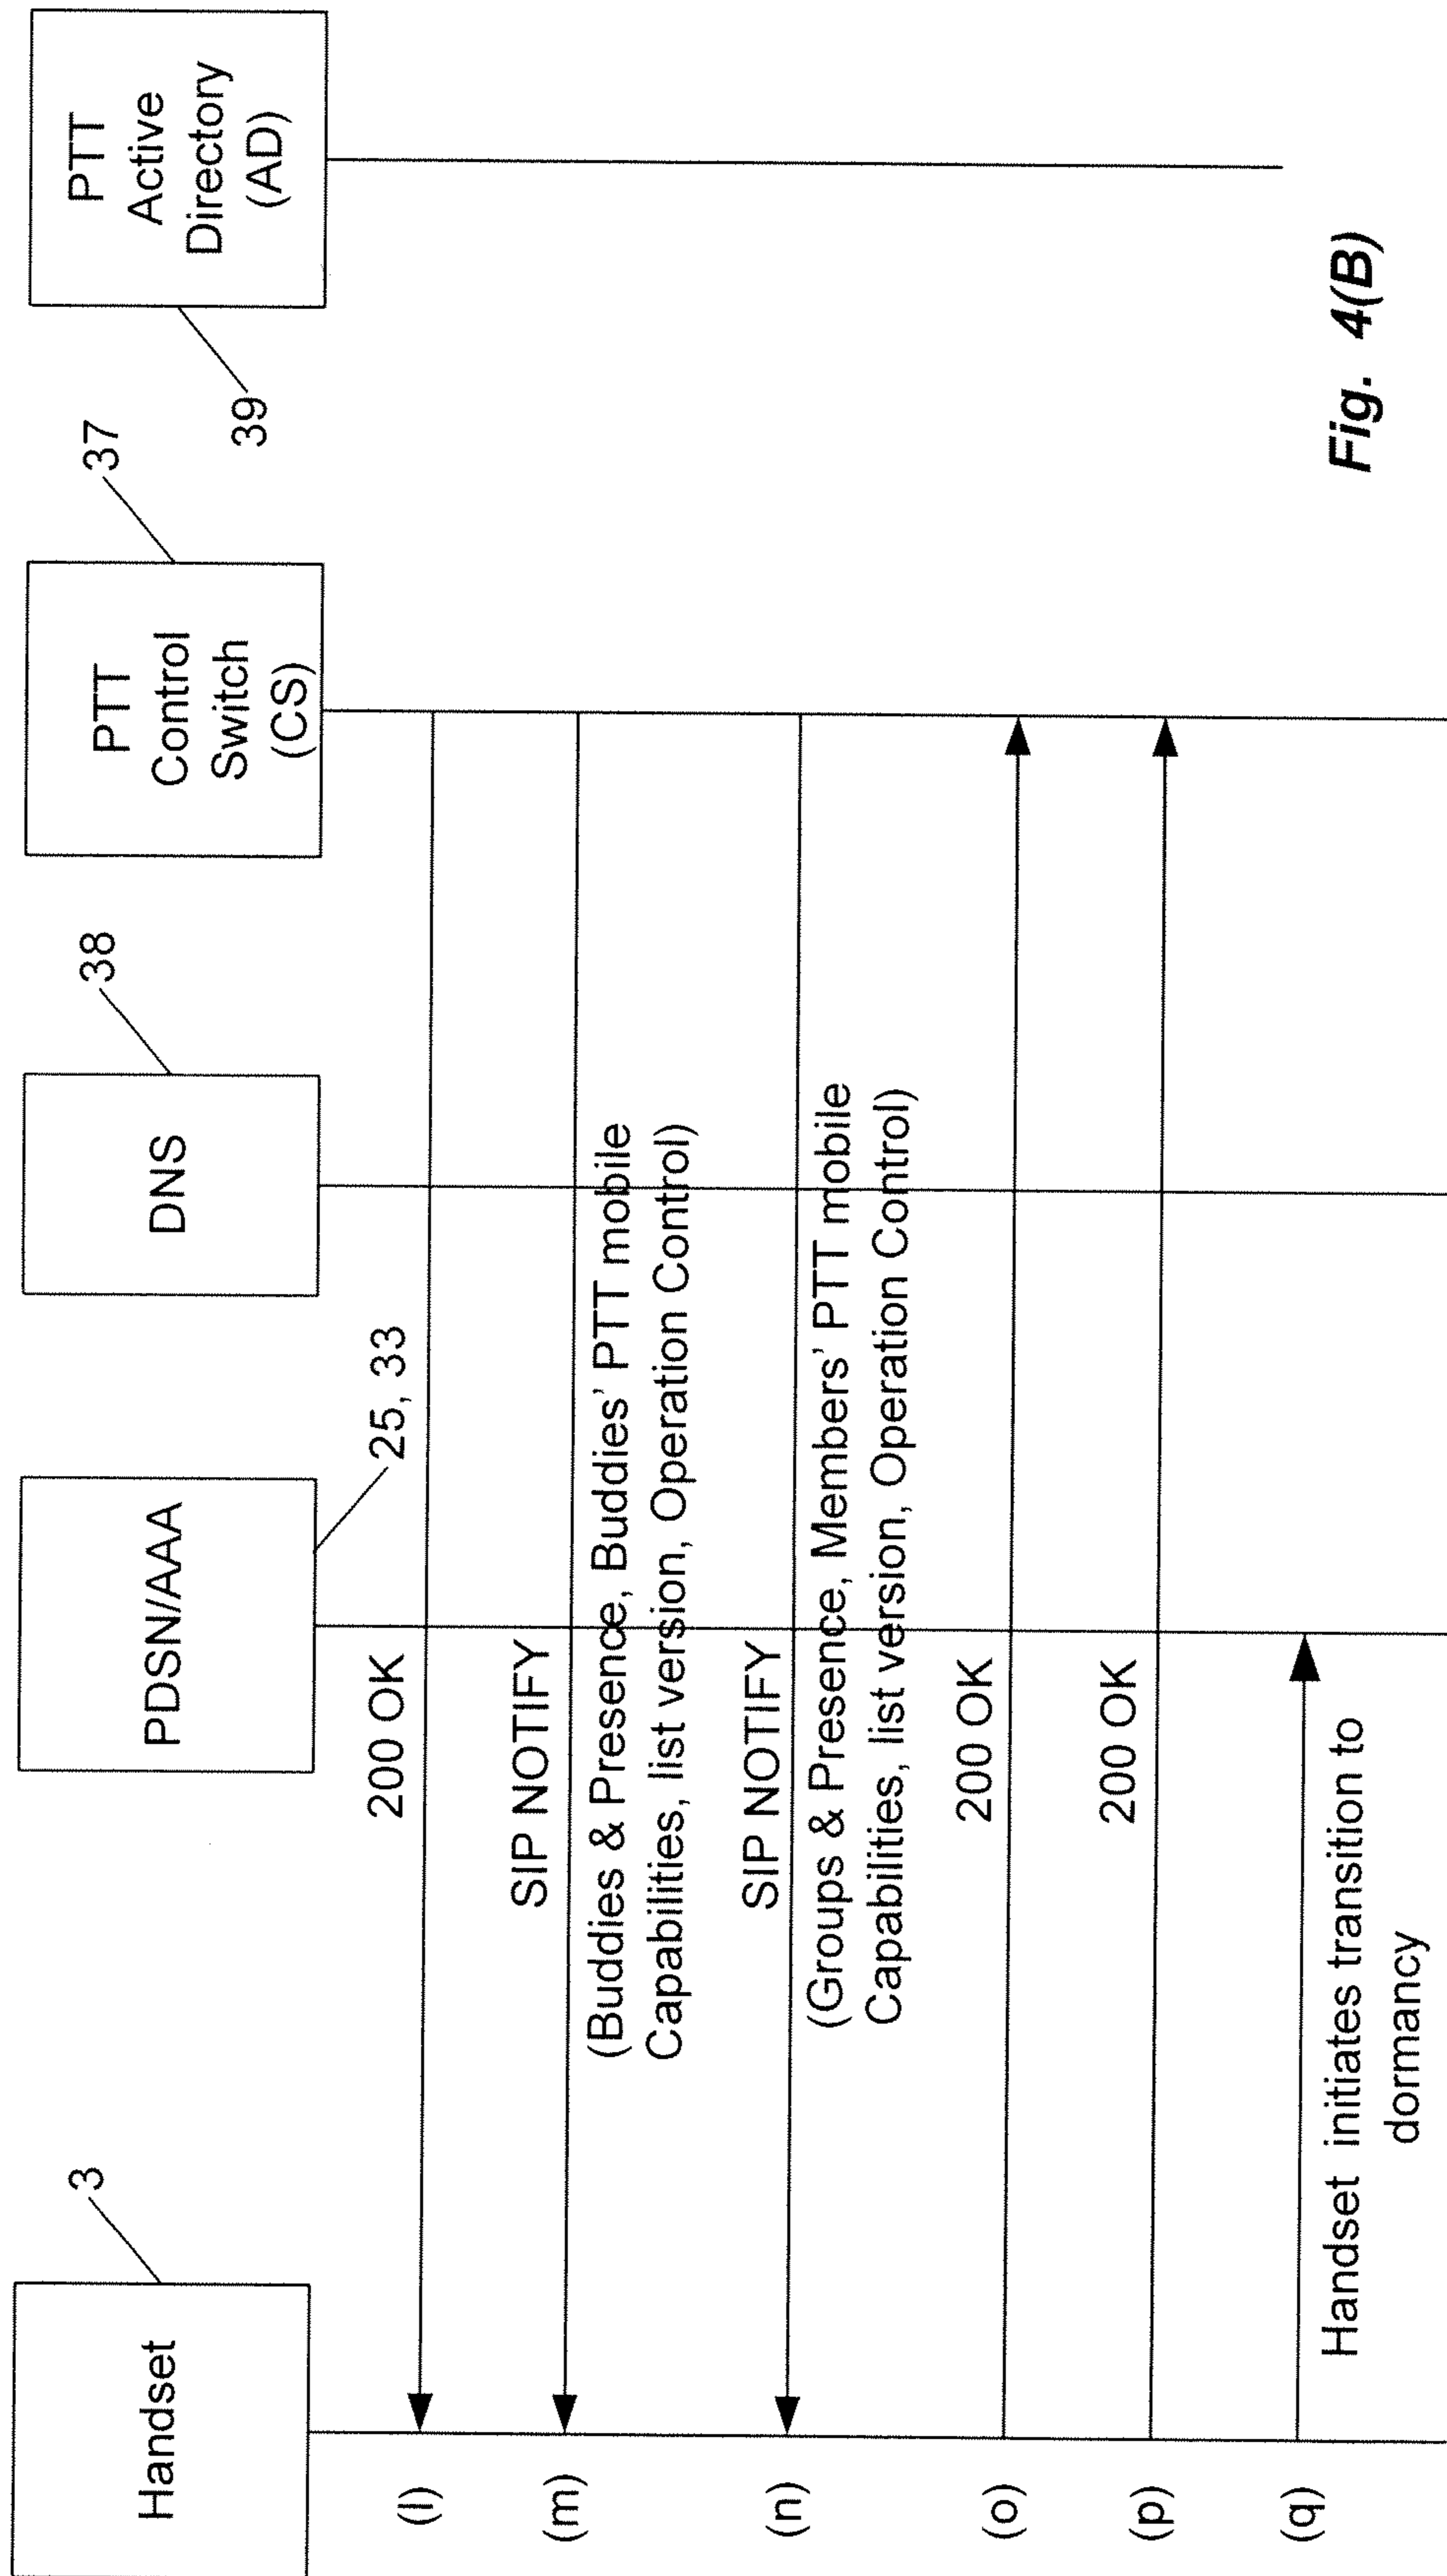 3
25, 33
38
37
39
Handset
PDSN/AAA
DNS
PTT
Control
Switch
(CS)
PTT
Active
Directory
(AD)
(l)
200 OK
(m)
SIP NOTIFY
(Buddies & Presence, Buddies' PTT mobile
Capabilities, list version, Operation Control)
(n)
SIP NOTIFY
(Groups & Presence, Members' PTT mobile
Capabilities, list version, Operation Control)
(o)
200 OK
(p)
200 OK
(q)
Handset initiates transition to
dormancy
Fig. 4(B)